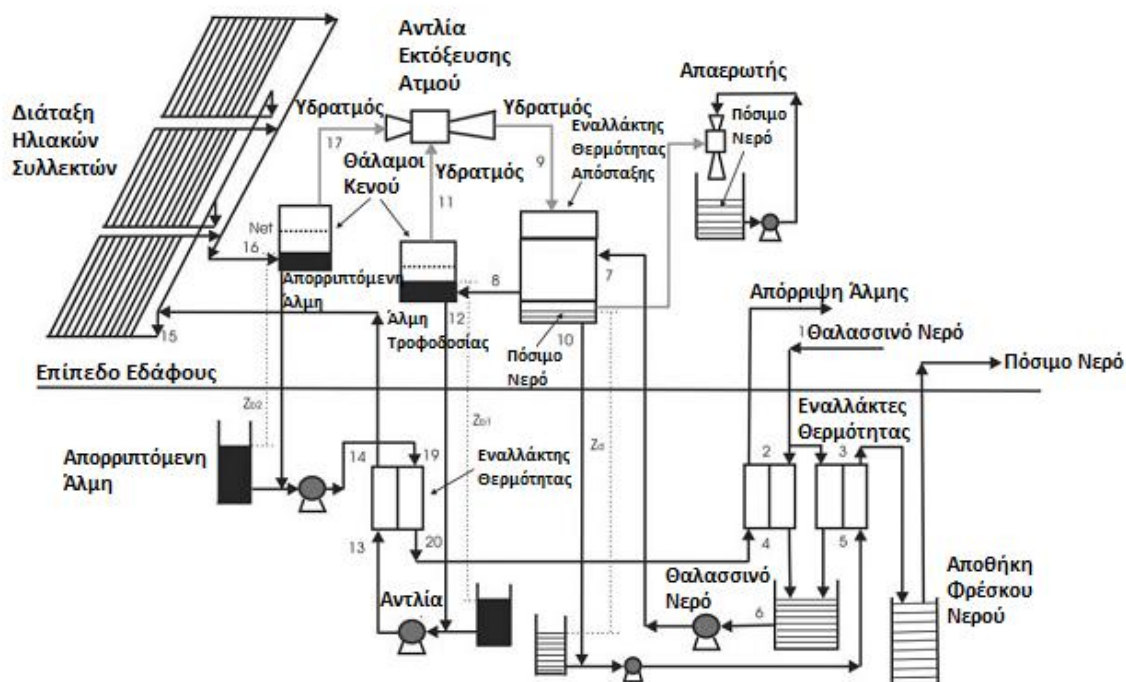 Αντλία
Εκτόξευσης
Ατμού
Απαερωτής
Διάταξη
Ηλιακών
Συλλεκτών
Υδρατμός
17
Υδρατμός
Πόσιμο
Νερό
Εναλλάκτης
Θερμότητας
Απόσταξης
9
Θάλαμοι
Κενού
Υδρατμός
11
Net
16
7
8
Απορριπτόμενη
Άλμη
12
Άλμη
Τροφοδοσίας
10
Πόσιμο
Νερό
15
Απόρριψη Άλμης
1
Θαλασσινό Νερό
Πόσιμο Νερό
Επίπεδο Εδάφους
Zb2
Zb1
Zd
Εναλλάκτες
Θερμότητας
Απορριπτόμενη
Άλμη
14
19
Εναλλάκτης
Θερμότητας
2
3
13
20
4
5
Αντλία
Θαλασσινό
Νερό
6
Αποθήκη
Φρέσκου
Νερού